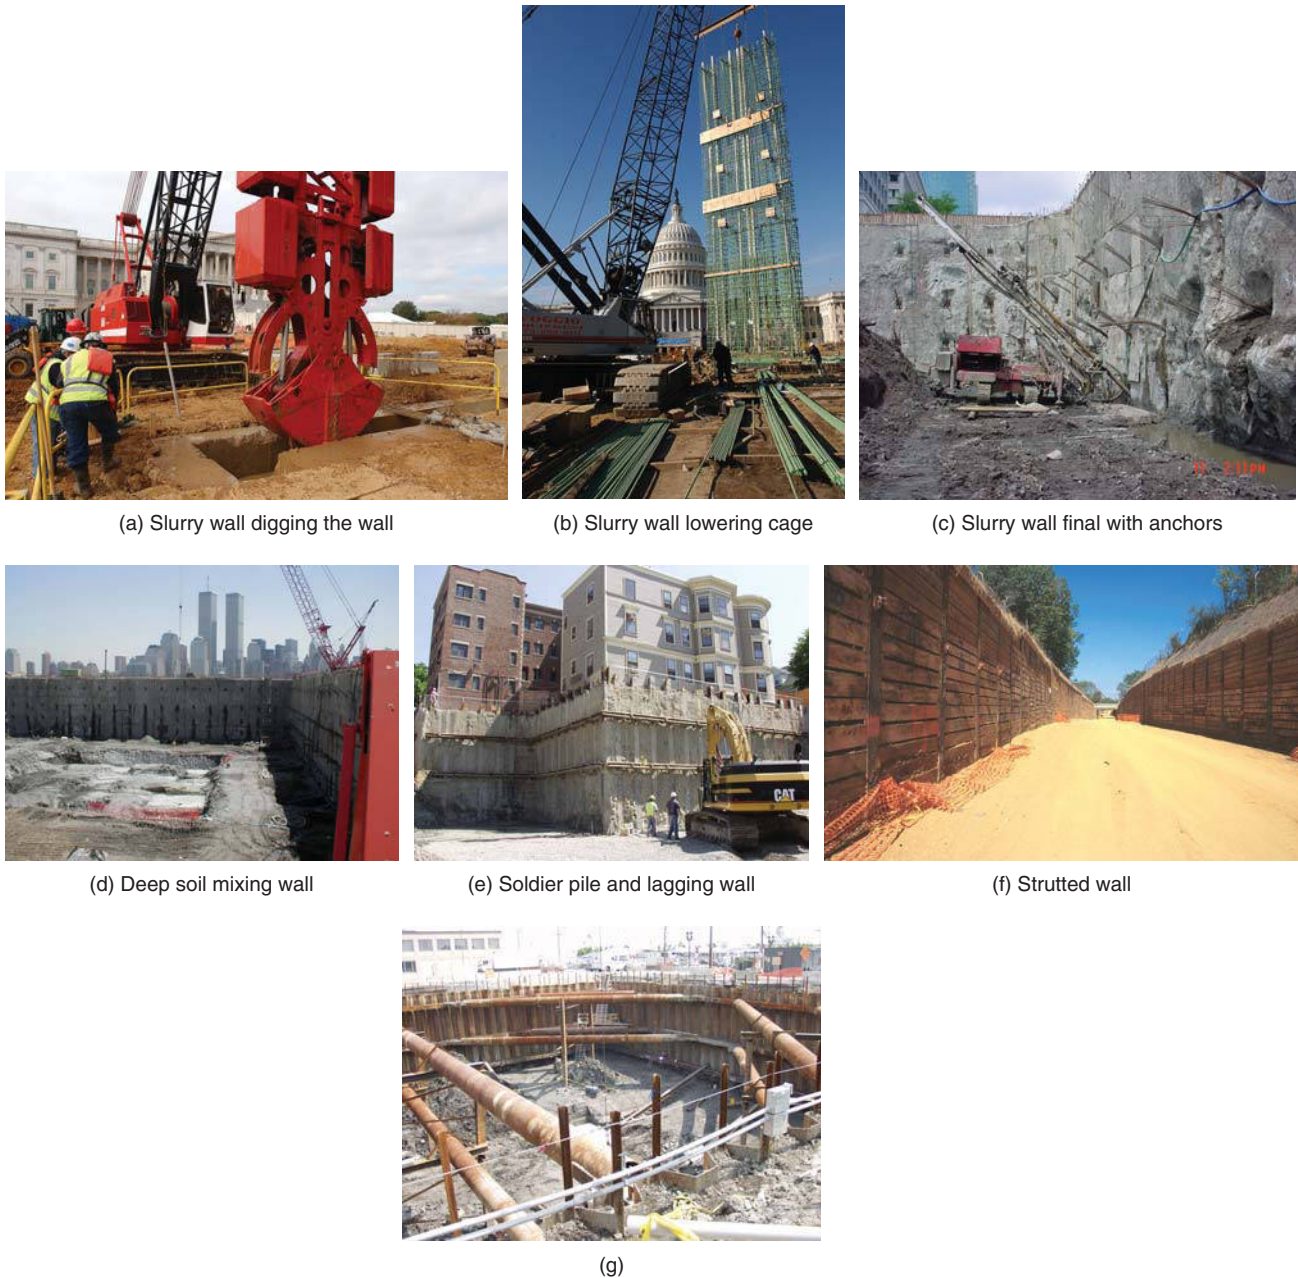 (a) Slurry wall digging the wall
(b) Slurry wall lowering cage
(c) Slurry wall final with anchors
(d) Deep soil mixing wall
CAT
(e) Soldier pile and lagging wall
(f) Strutted wall
(g)